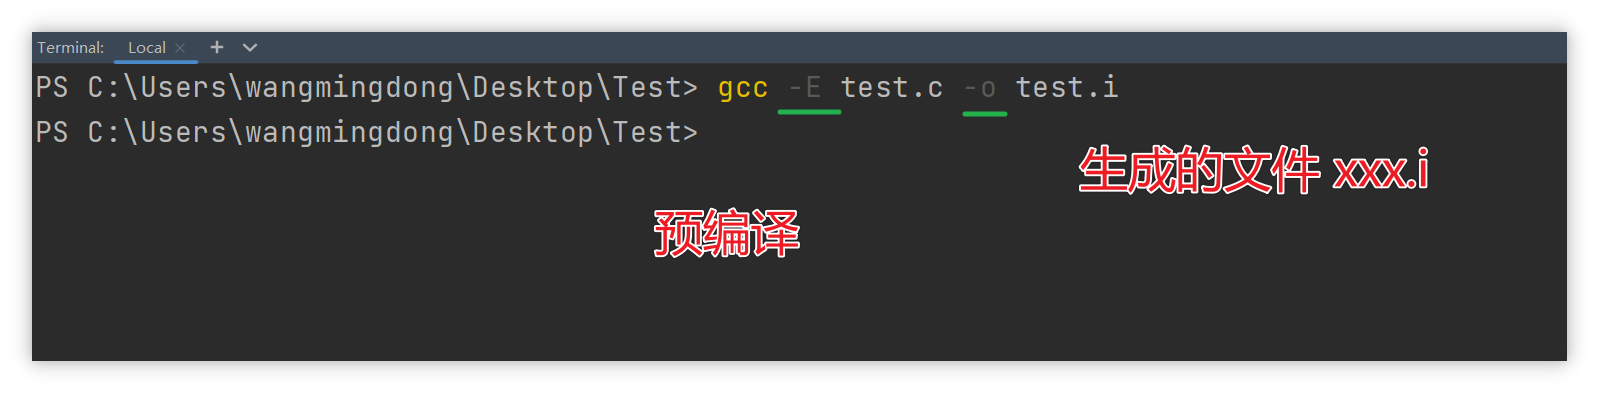 Terminal: Local
PS C:\Users\wangmingdong\Desktop\Test> gcc -E test.c -o test.i
PS C:\Users\wangmingdong\Desktop\Test>
生成的文件 xxx.i
预编译